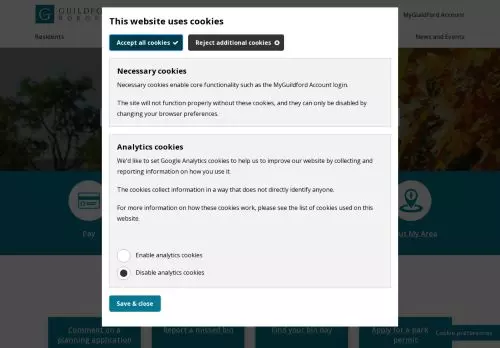 GUILDFO
BOROU
MyGuildford Account
Residents
News and Events
This website uses cookies
Accept all cookies
Reject additional cookies
Necessary cookies
Necessary cookies enable core functionality such as the MyGuildford Account login.
The site will not function properly without these cookies, and they can only be disabled by
changing your browser preferences.
Analytics cookies
We'd like to set Google Analytics cookies to help us to improve our website by collecting and
reporting information on how you use it.
The cookies collect information in a way that does not directly identify anyone.
For more information on how these cookies work, please see the list of cookies used on this
website.
Enable analytics cookies
Disable analytics cookies
Save & close
Pay
My Area
Comment on a
planning application
Report a missed bin
Find your bin day
Apply for a park
permit
Cookie preferences